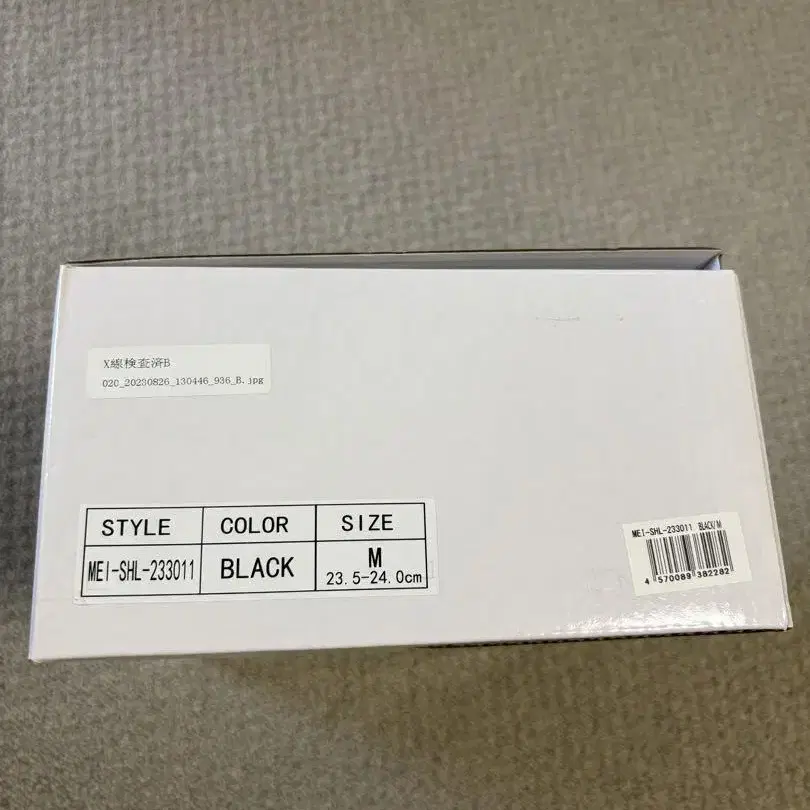 X線検査済B
020_20230826_130446_936_B.jpg
STYLE COLOR SIZE
MEI-SHL-233011 BLACK M
23.5-24.0cm
MEI-SHL-233011 BLACK/M
4 570089 382282